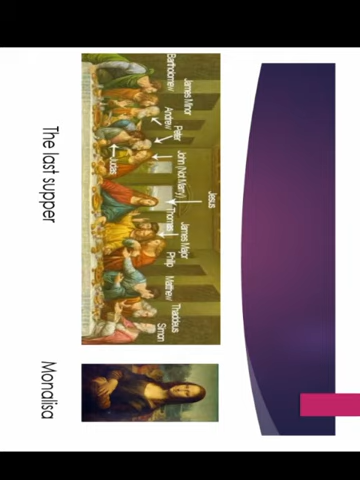 Jesus
James Minor
Peter
James Major
Thaddeus
Bartholomew
Andrew
John (Not Marry)
Thomas
Philip
Matthew
Simon
Judas
The last supper
Monalisa